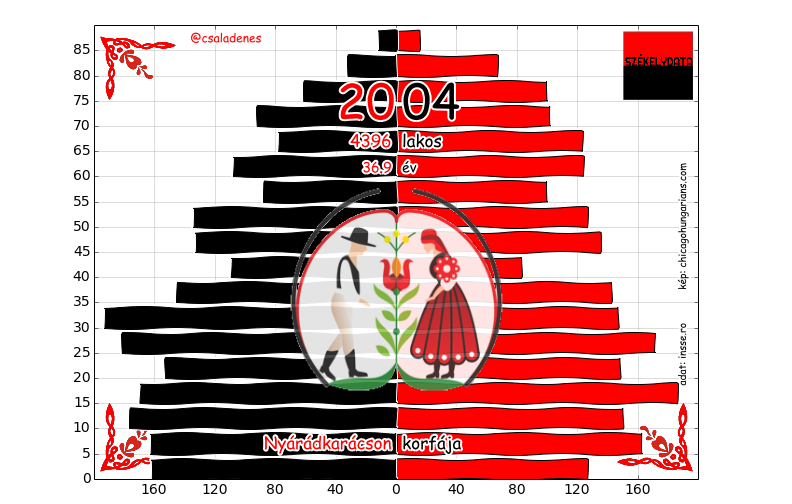 @csaladenes
SZÉKELYDATA
2004
4396 lakos
36.9 év
kép: chicagohungarians.com
adat: insse.ro
Nyárádkarácson korfája
85
80
75
70
65
60
55
50
45
40
35
30
25
20
15
10
5
0
160 120 80 40 0 40 80 120 160